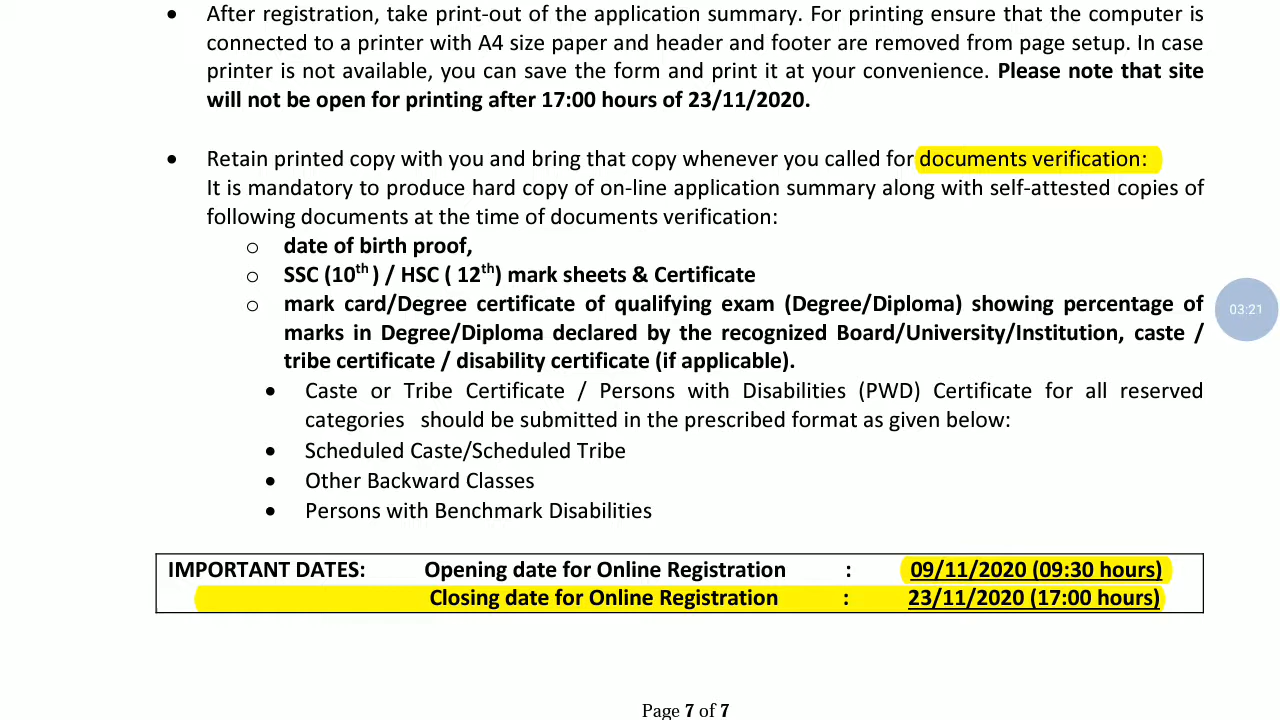 • After registration, take print-out of the application summary. For printing ensure that the computer is
connected to a printer with A4 size paper and header and footer are removed from page setup. In case
printer is not available, you can save the form and print it at your convenience. Please note that site
will not be open for printing after 17:00 hours of 23/11/2020.
• Retain printed copy with you and bring that copy whenever you called for documents verification:
It is mandatory to produce hard copy of on-line application summary along with self-attested copies of
following documents at the time of documents verification:
o date of birth proof,
o SSC (10th ) / HSC ( 12th) mark sheets & Certificate
o mark card/Degree certificate of qualifying exam (Degree/Diploma) showing percentage of
marks in Degree/Diploma declared by the recognized Board/University/Institution, caste /
tribe certificate / disability certificate (if applicable).
• Caste or Tribe Certificate / Persons with Disabilities (PWD) Certificate for all reserved
categories should be submitted in the prescribed format as given below:
• Scheduled Caste/Scheduled Tribe
• Other Backward Classes
• Persons with Benchmark Disabilities
IMPORTANT DATES: Opening date for Online Registration : 09/11/2020 (09:30 hours)
Closing date for Online Registration : 23/11/2020 (17:00 hours)
Page 7 of 7
03:21